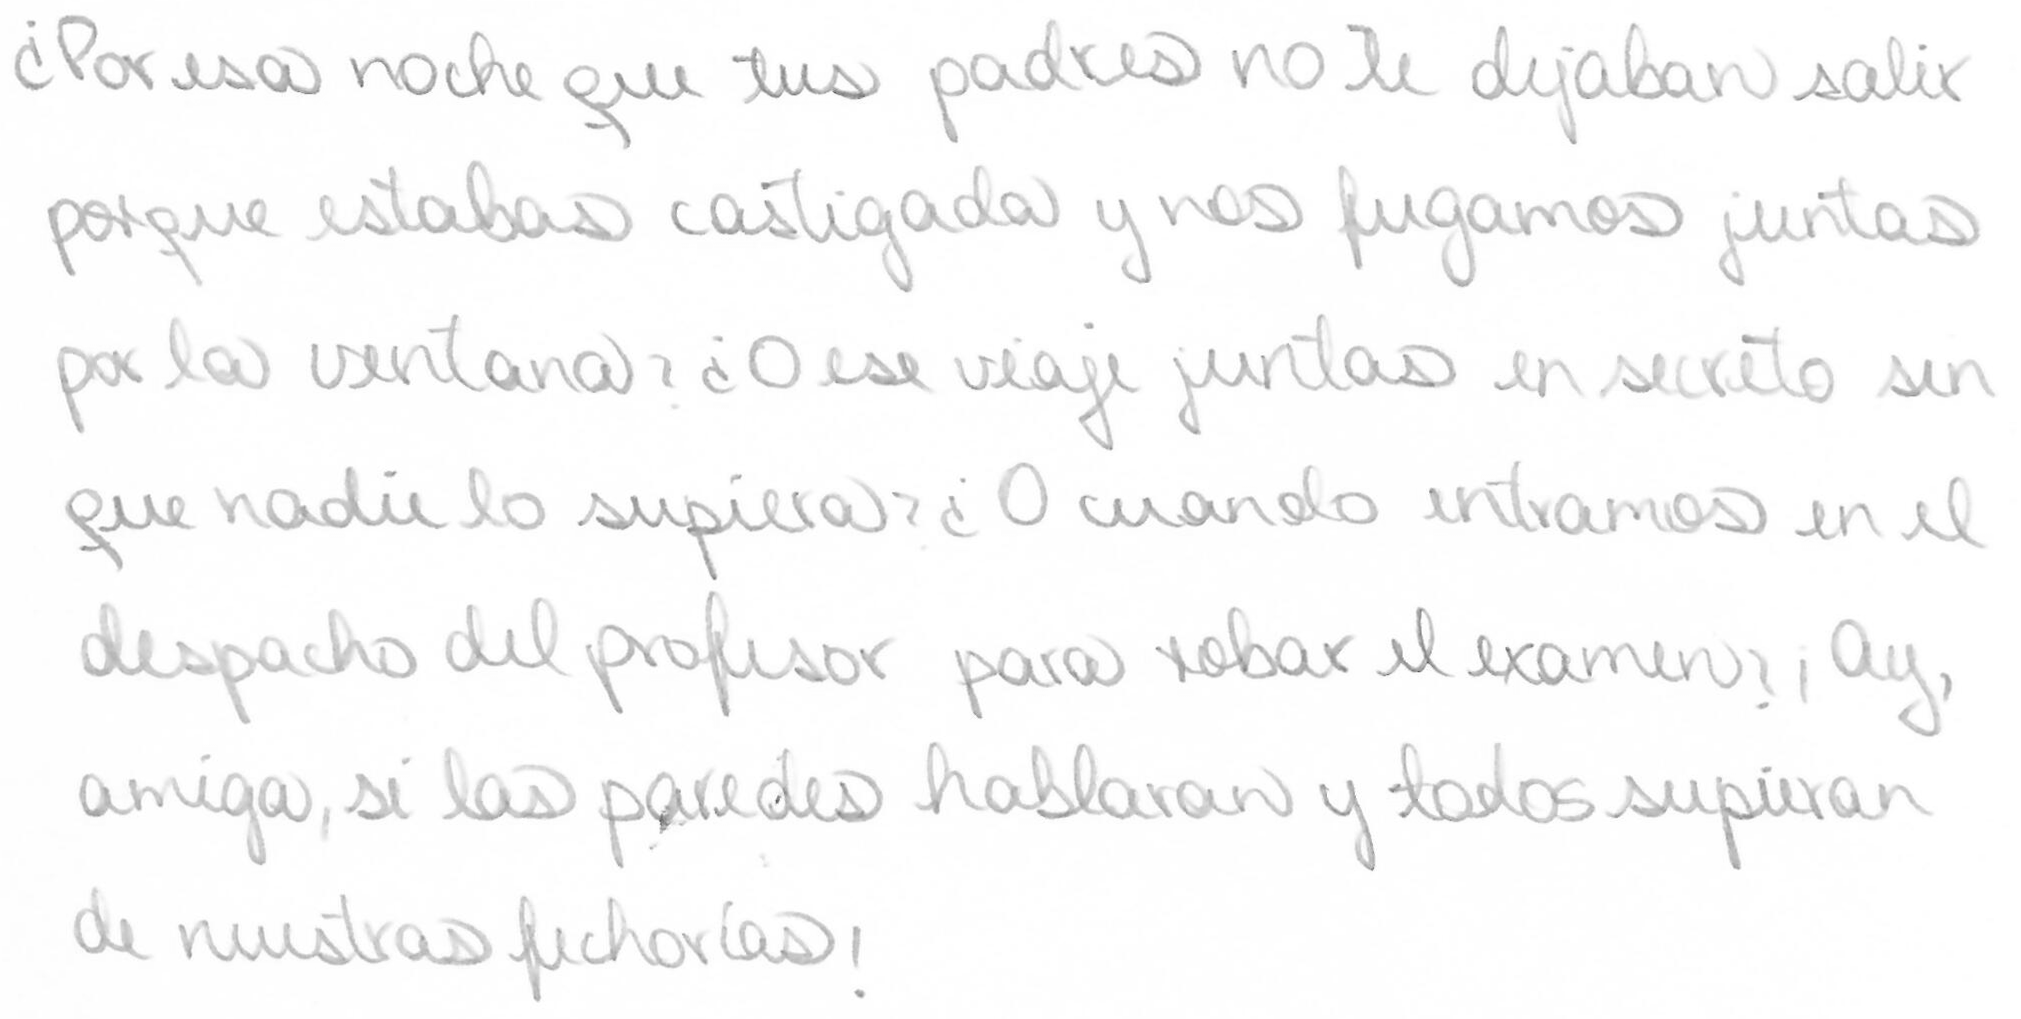 ¿Por esa noche que tus padres no te dejaban salir
porque estabas castigada y nos fugamos juntas
por la ventana? ¿O ese viaje juntas en secreto sin
que nadie lo supiera? ¿O cuando entramos en el
despacho del profesor para robar el examen? ¡Ay,
amiga, si las paredes hablaran y todos supieran
de nuestras fechorías!